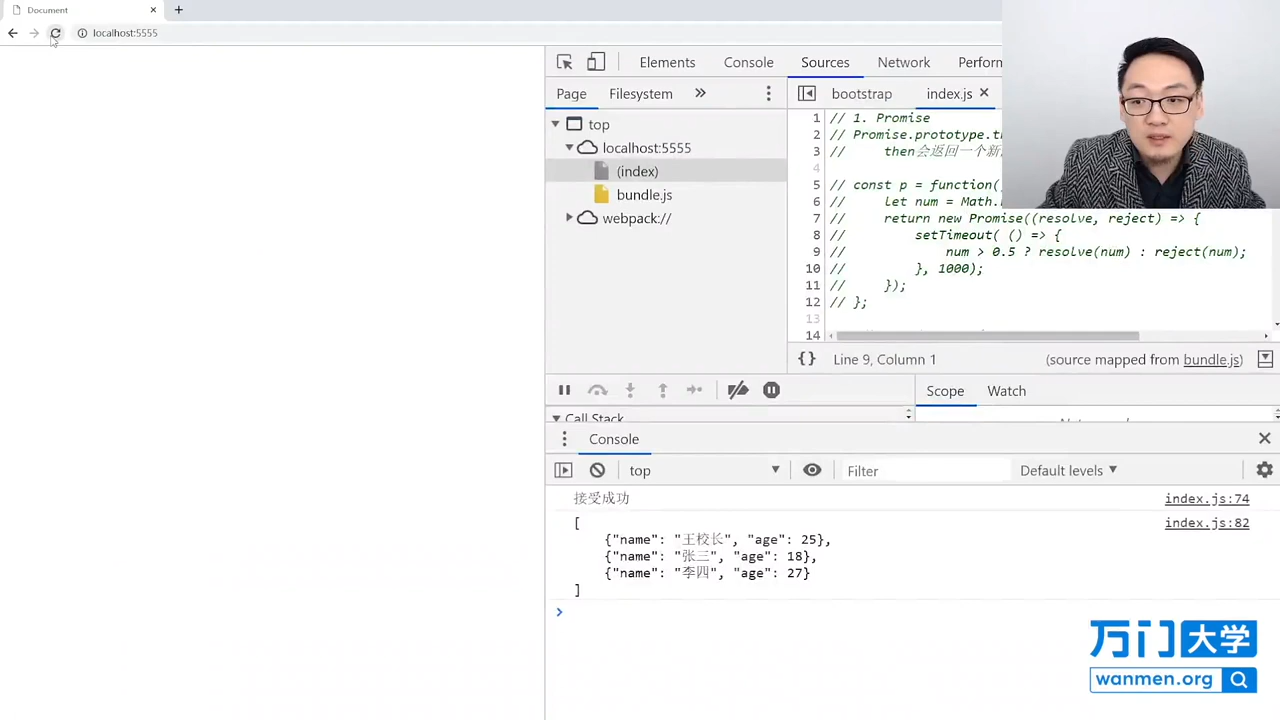 Document
localhost:5555
Elements
Console
Sources
Network
Perform
Page
Filesystem
bootstrap
index.js
top
localhost:5555
(index)
bundle.js
webpack://
1 // 1. Promise
2 // Promise.prototype.th
3 // then会返回一个新
4
5 // const p = function(
6 // let num = Math.
7 // return new Promise((resolve, reject) => {
8 // setTimeout( () => {
9 // num > 0.5 ? resolve(num) : reject(num);
10 // }, 1000);
11 // });
12 // };
13
14
{} Line 9, Column 1
(source mapped from bundle.js)
Scope
Watch
Call Stack
Console
top
Filter
Default levels
接受成功 index.js:74
[ index.js:82
{"name": "王校长", "age": 25},
{"name": "张三", "age": 18},
{"name": "李四", "age": 27}
]
万门大学
wanmen.org